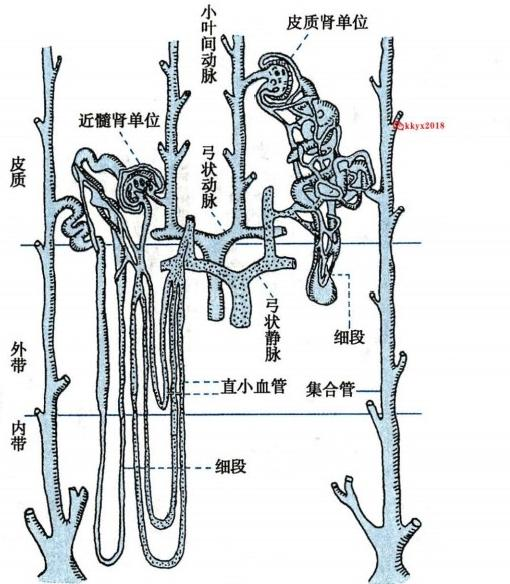 小叶间动脉
皮质肾单位
kkyx2018
近髓肾单位
皮质
弓状动脉
弓状静脉
细段
外带
直小血管
集合管
内带
细段